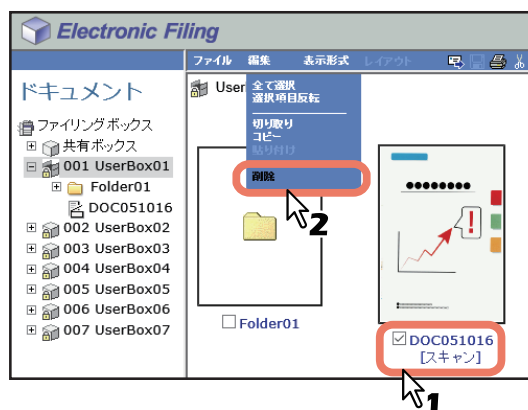 Electronic Filing
ファイル 編集 表示形式 レイアウト
ドキュメント
ファイリングボックス
共有ボックス
001 UserBox01
Folder01
DOC051016
002 UserBox02
003 UserBox03
004 UserBox04
005 UserBox05
006 UserBox06
007 UserBox07
User
全て選択
選択項目反転
切り取り
コピー
貼り付け
削除
2
!
Folder01
DOC051016
[スキャン]
1